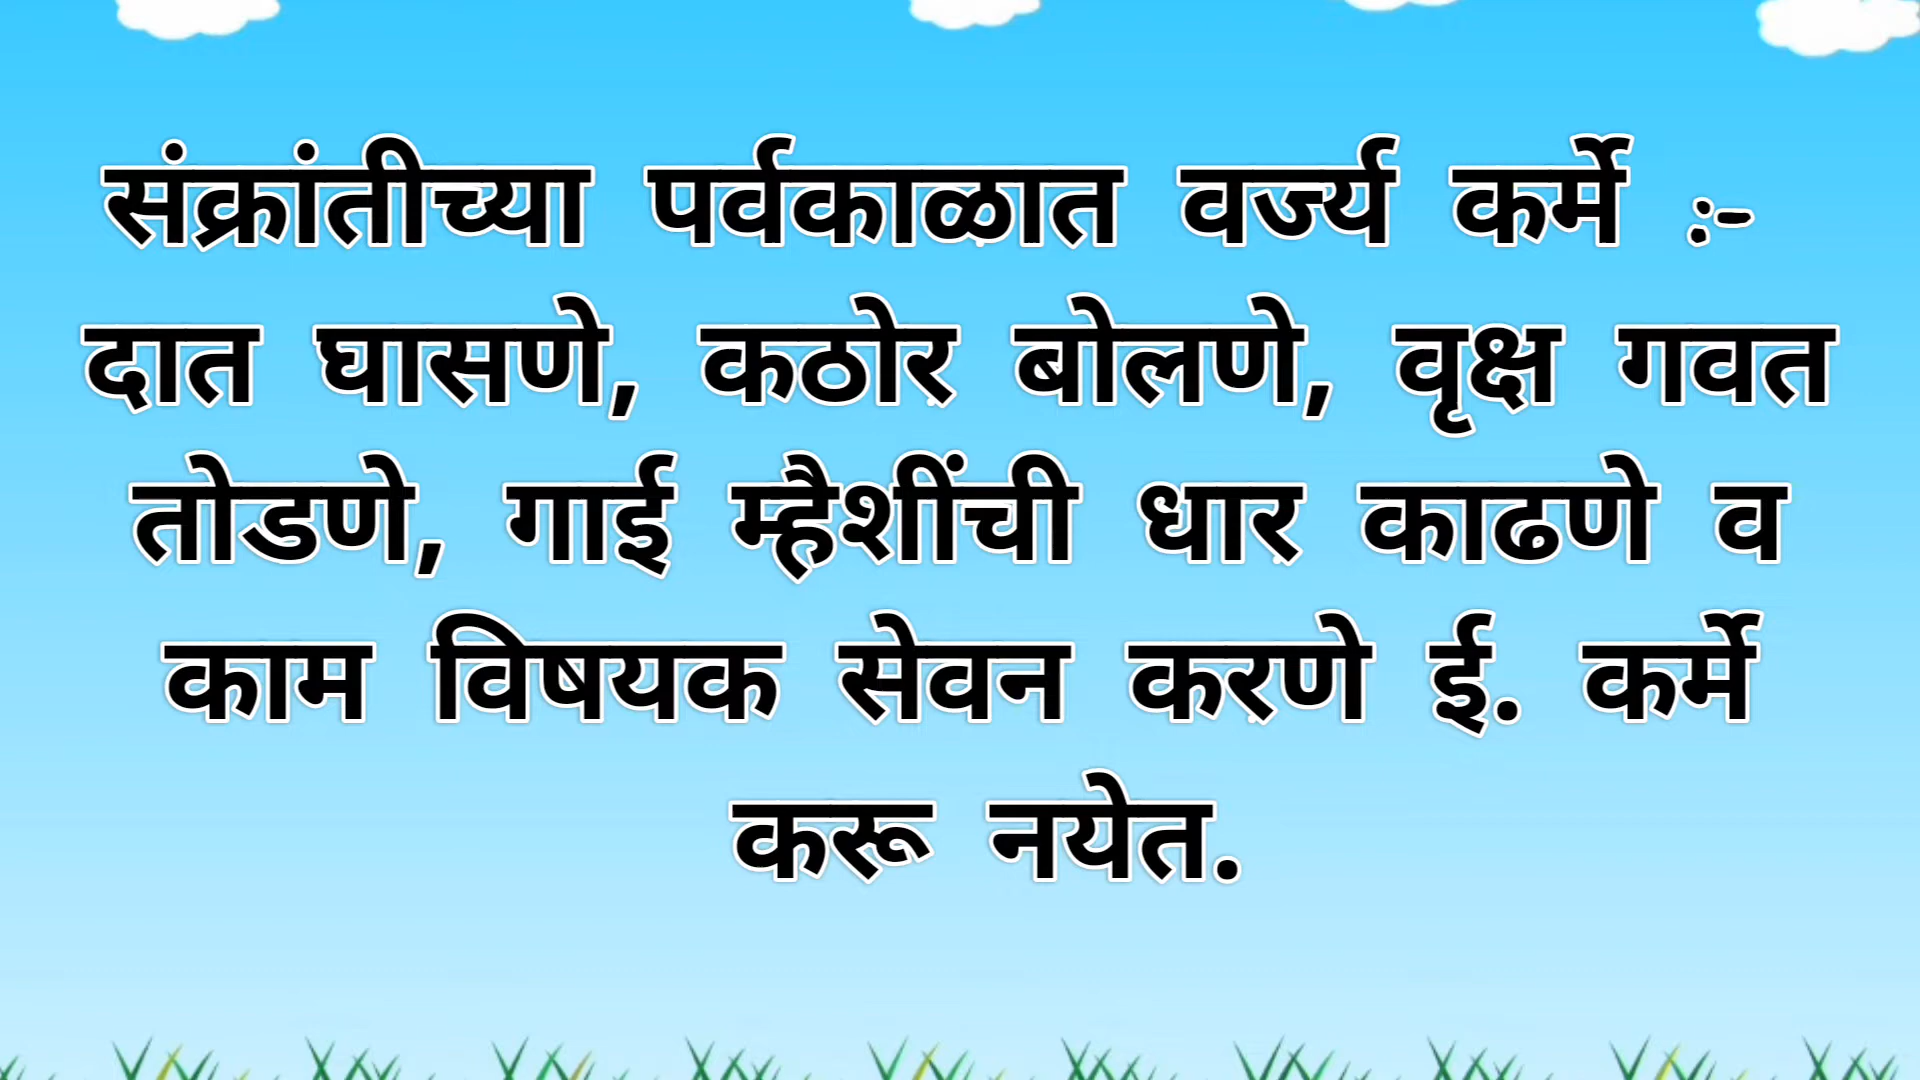 संक्रांतीच्या पर्वकाळात वर्ज्य कर्मे :-
दात घासणे, कठोर बोलणे, वृक्ष गवत
तोडणे, गाई म्हैशींची धार काढणे व
काम विषयक सेवन करणे ई. कर्मे
करू नयेत.